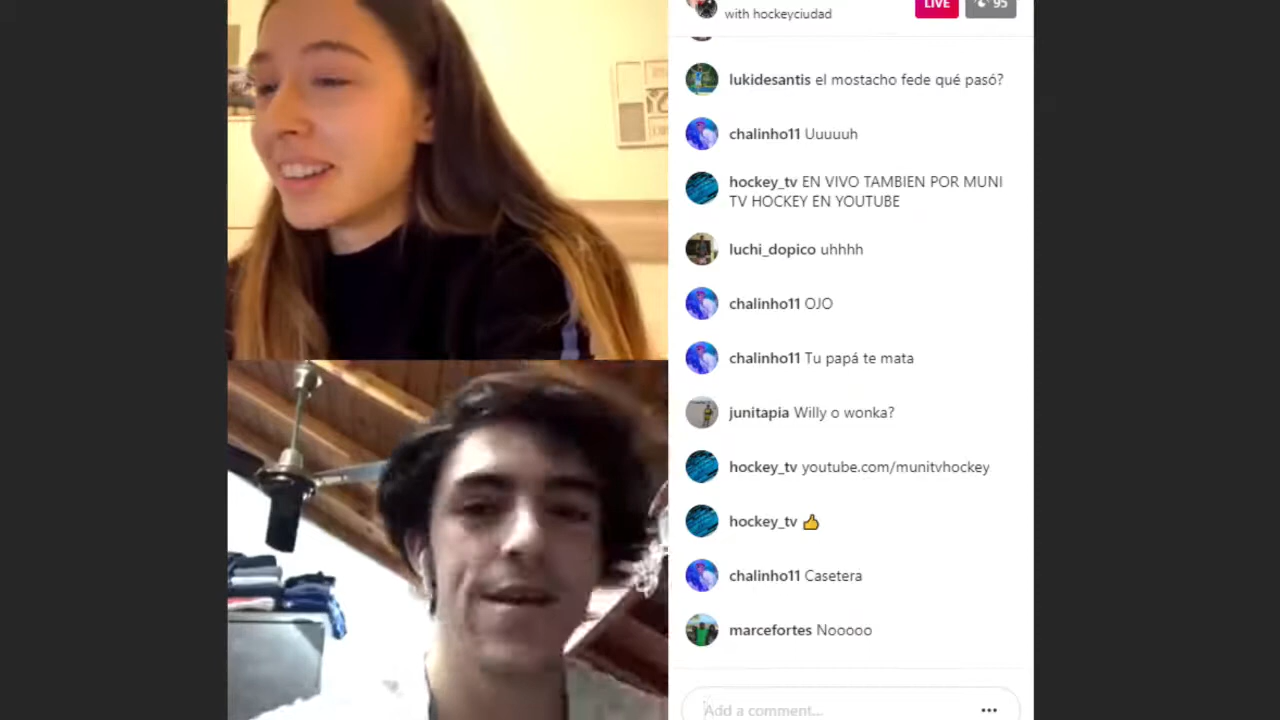 with hockeyciudad
LIVE
95
lukidesantis el mostacho fede qué pasó?
chalinho11 Uuuuuh
hockey_tv EN VIVO TAMBIEN POR MUNI
TV HOCKEY EN YOUTUBE
luchi_dopico uhhhh
chalinho11 OJO
chalinho11 Tu papá te mata
junitapia Willy o wonka?
hockey_tv youtube.com/munitvhockey
hockey_tv 👍
chalinho11 Casetera
marcefortes Nooooo
Add a comment...